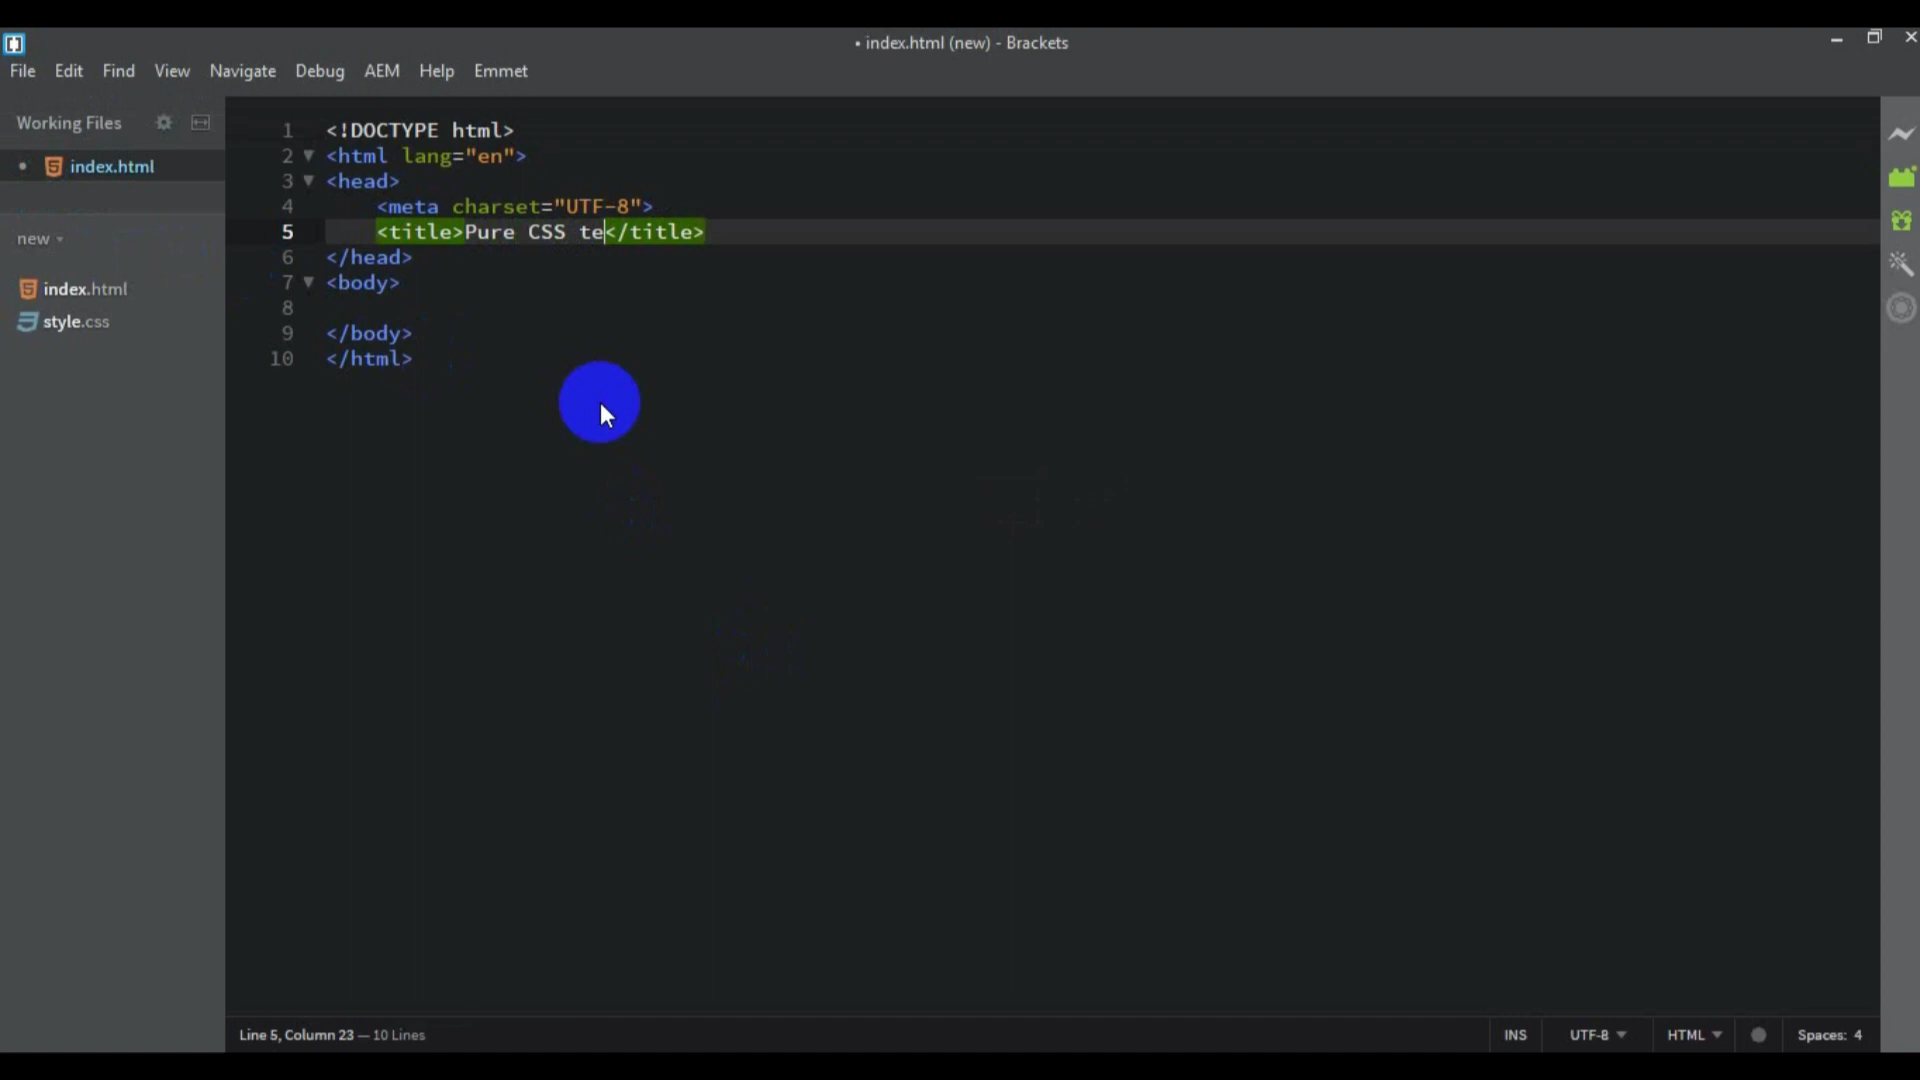 • index.html (new) - Brackets
File Edit Find View Navigate Debug AEM Help Emmet
Working Files
• index.html
new
index.html
style.css
1 <!DOCTYPE html>
2 <html lang="en">
3 <head>
4     <meta charset="UTF-8">
5     <title>Pure CSS te</title>
6 </head>
7 <body>
8
9 </body>
10 </html>
Line 5, Column 23 — 10 Lines
INS UTF-8 HTML Spaces: 4